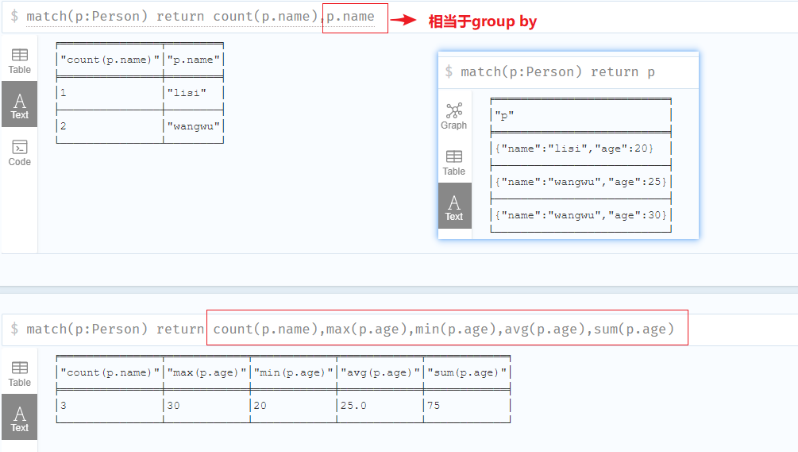 $ match(p:Person) return count(p.name),p.name
相当于group by
Table
A
Text
Code
"count(p.name)" "p.name"
1 "lisi"
2 "wangwu"
$ match(p:Person) return p
Graph
Table
A
Text
"p"
{"name":"lisi","age":20}
{"name":"wangwu","age":25}
{"name":"wangwu","age":30}
$ match(p:Person) return count(p.name),max(p.age),min(p.age),avg(p.age),sum(p.age)
Table
A
Text
"count(p.name)" "max(p.age)" "min(p.age)" "avg(p.age)" "sum(p.age)"
3 30 20 25.0 75